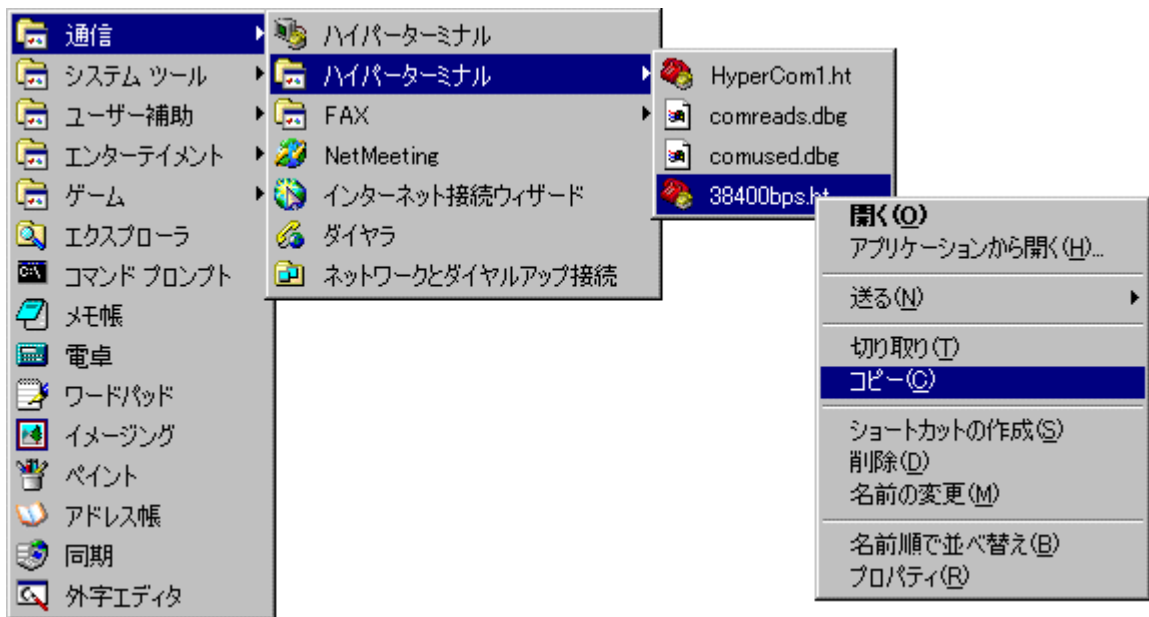 通信
システム ツール
ユーザー補助
エンターテイメント
ゲーム
エクスプローラ
コマンド プロンプト
メモ帳
電卓
ワードパッド
イメージング
ペイント
アドレス帳
同期
外字エディタ
ハイパーターミナル
ハイパーターミナル
FAX
NetMeeting
インターネット接続ウィザード
ダイヤラ
ネットワークとダイヤルアップ接続
HyperCom1.ht
comreads.dbg
comused.dbg
38400bps.ht
開く(O)
アプリケーションから開く(H)...
送る(N)
切り取り(T)
コピー(C)
ショートカットの作成(S)
削除(D)
名前の変更(M)
名前順で並べ替え(B)
プロパティ(R)